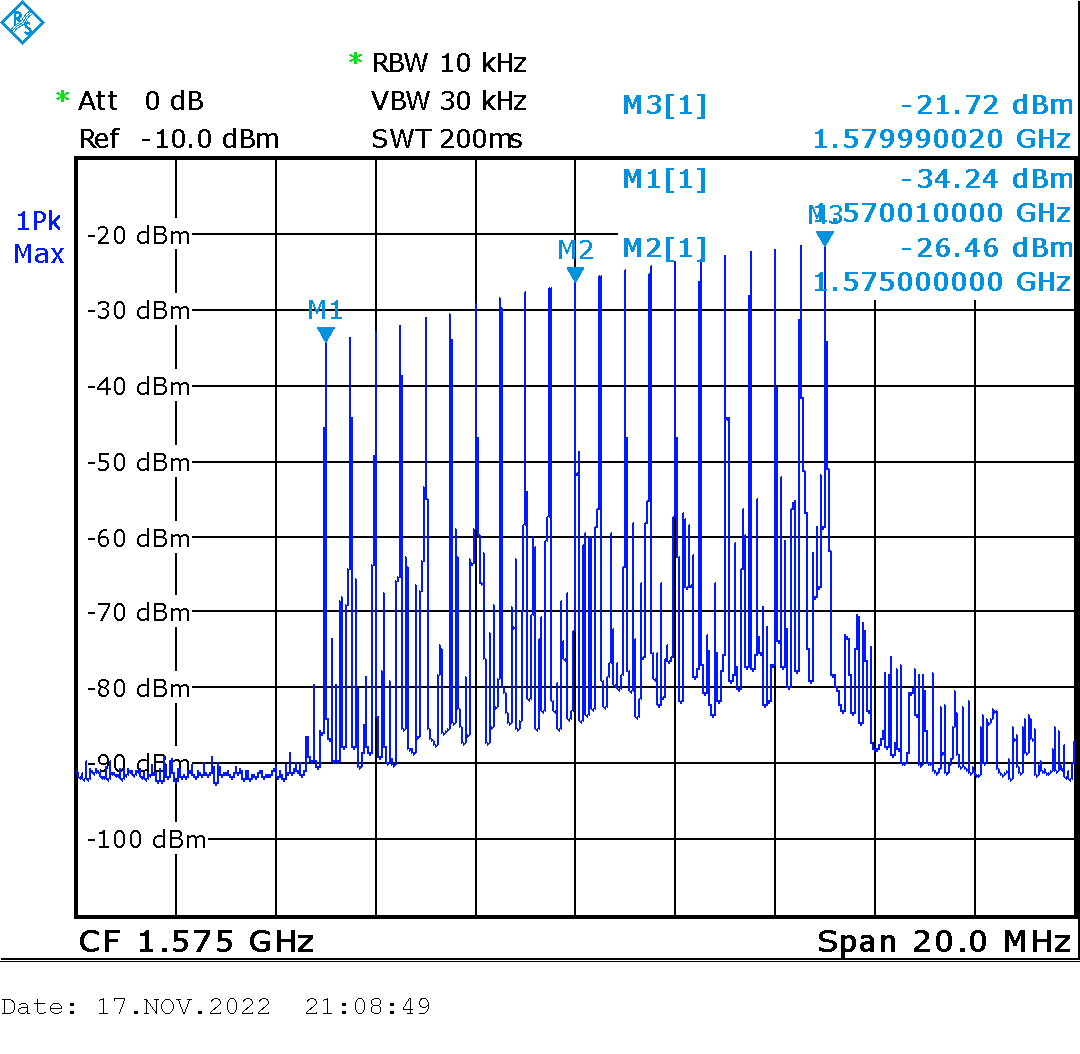 R&S
* RBW 10 kHz
* Att 0 dB VBW 30 kHz M3[1] -21.72 dBm
Ref -10.0 dBm SWT 200ms 1.579990020 GHz
M1[1] -34.24 dBm
1.570010000 GHz
M2[1] -26.46 dBm
1.575000000 GHz
1Pk
Max
M3
M2
M1
-20 dBm
-30 dBm
-40 dBm
-50 dBm
-60 dBm
-70 dBm
-80 dBm
-90 dBm
-100 dBm
CF 1.575 GHz Span 20.0 MHz
Date: 17.NOV.2022 21:08:49